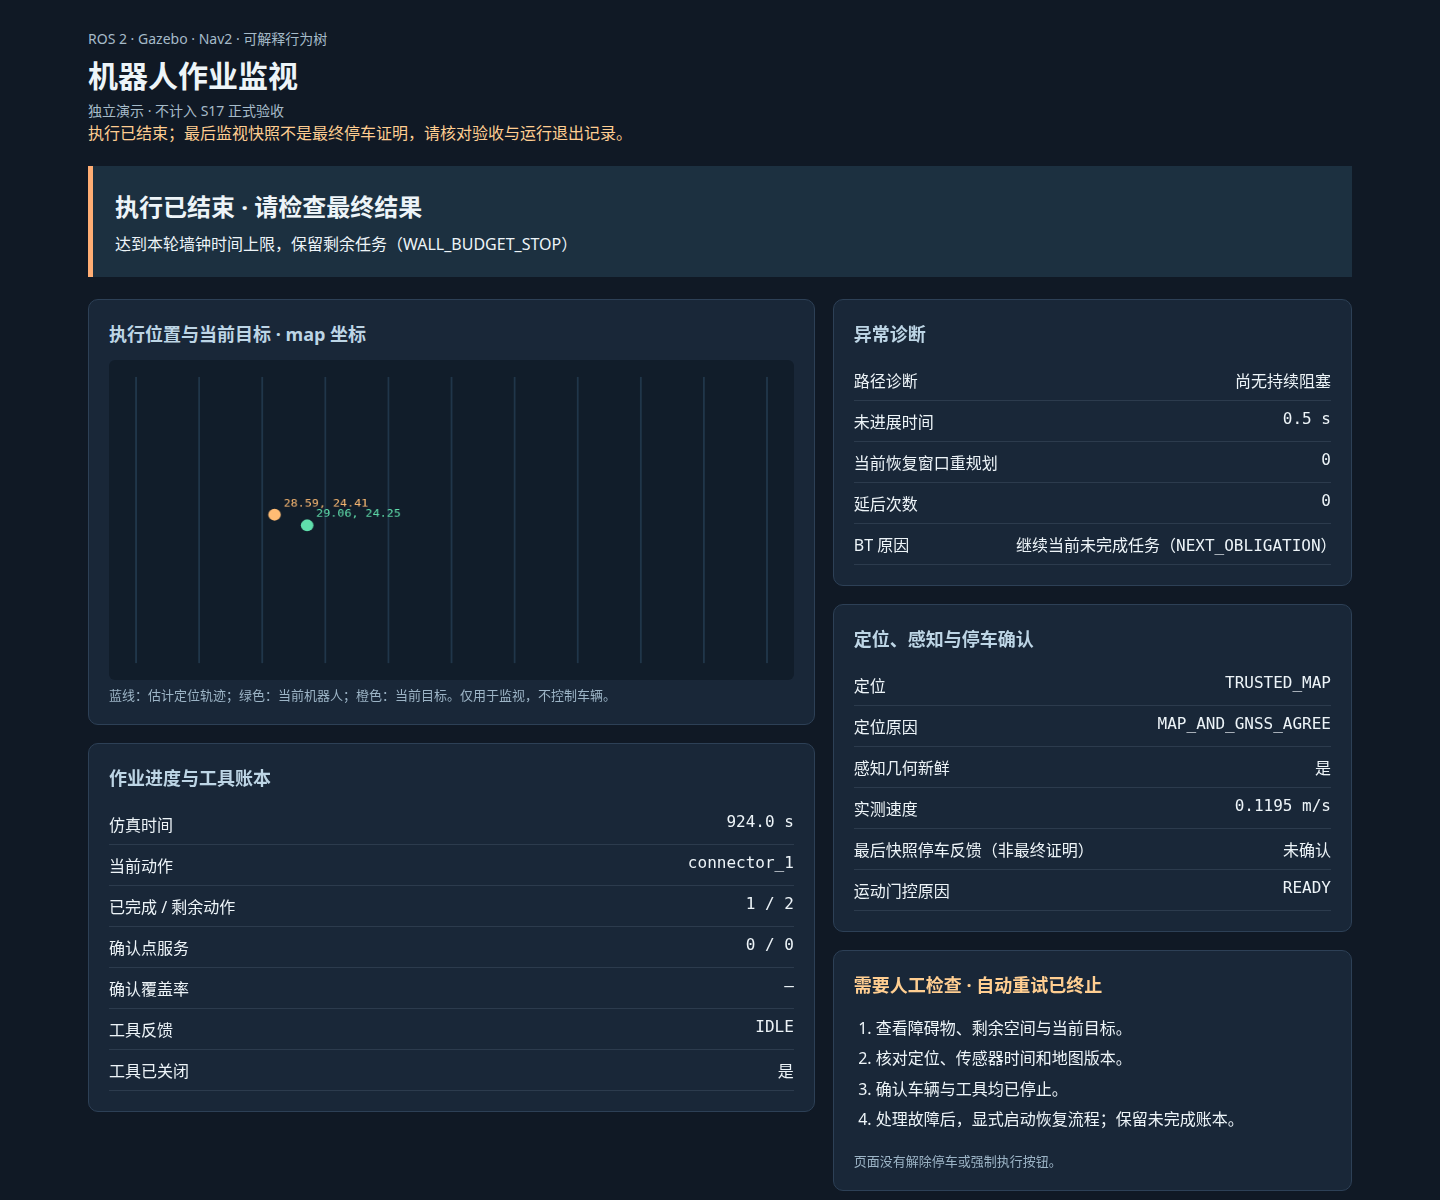 ROS 2 · Gazebo · Nav2 · 可解释行为树
机器人作业监视
独立演示 · 不计入 S17 正式验收
执行已结束；最后监视快照不是最终停车证明，请核对验收与运行退出记录。
执行已结束 · 请检查最终结果
达到本轮墙钟时间上限，保留剩余任务（WALL_BUDGET_STOP）
执行位置与当前目标 · map 坐标
28.59, 24.41
29.06, 24.25
蓝线：估计定位轨迹；绿色：当前机器人；橙色：当前目标。仅用于监视，不控制车辆。
作业进度与工具账本
仿真时间 924.0 s
当前动作 connector_1
已完成 / 剩余动作 1 / 2
确认点服务 0 / 0
确认覆盖率 —
工具反馈 IDLE
工具已关闭 是
异常诊断
路径诊断 尚无持续阻塞
未进展时间 0.5 s
当前恢复窗口重规划 0
延后次数 0
BT 原因 继续当前未完成任务（NEXT_OBLIGATION）
定位、感知与停车确认
定位 TRUSTED_MAP
定位原因 MAP_AND_GNSS_AGREE
感知几何新鲜 是
实测速度 0.1195 m/s
最后快照停车反馈（非最终证明） 未确认
运动门控原因 READY
需要人工检查 · 自动重试已终止
1. 查看障碍物、剩余空间与当前目标。
2. 核对定位、传感器时间和地图版本。
3. 确认车辆与工具均已停止。
4. 处理故障后，显式启动恢复流程；保留未完成账本。
页面没有解除停车或强制执行按钮。